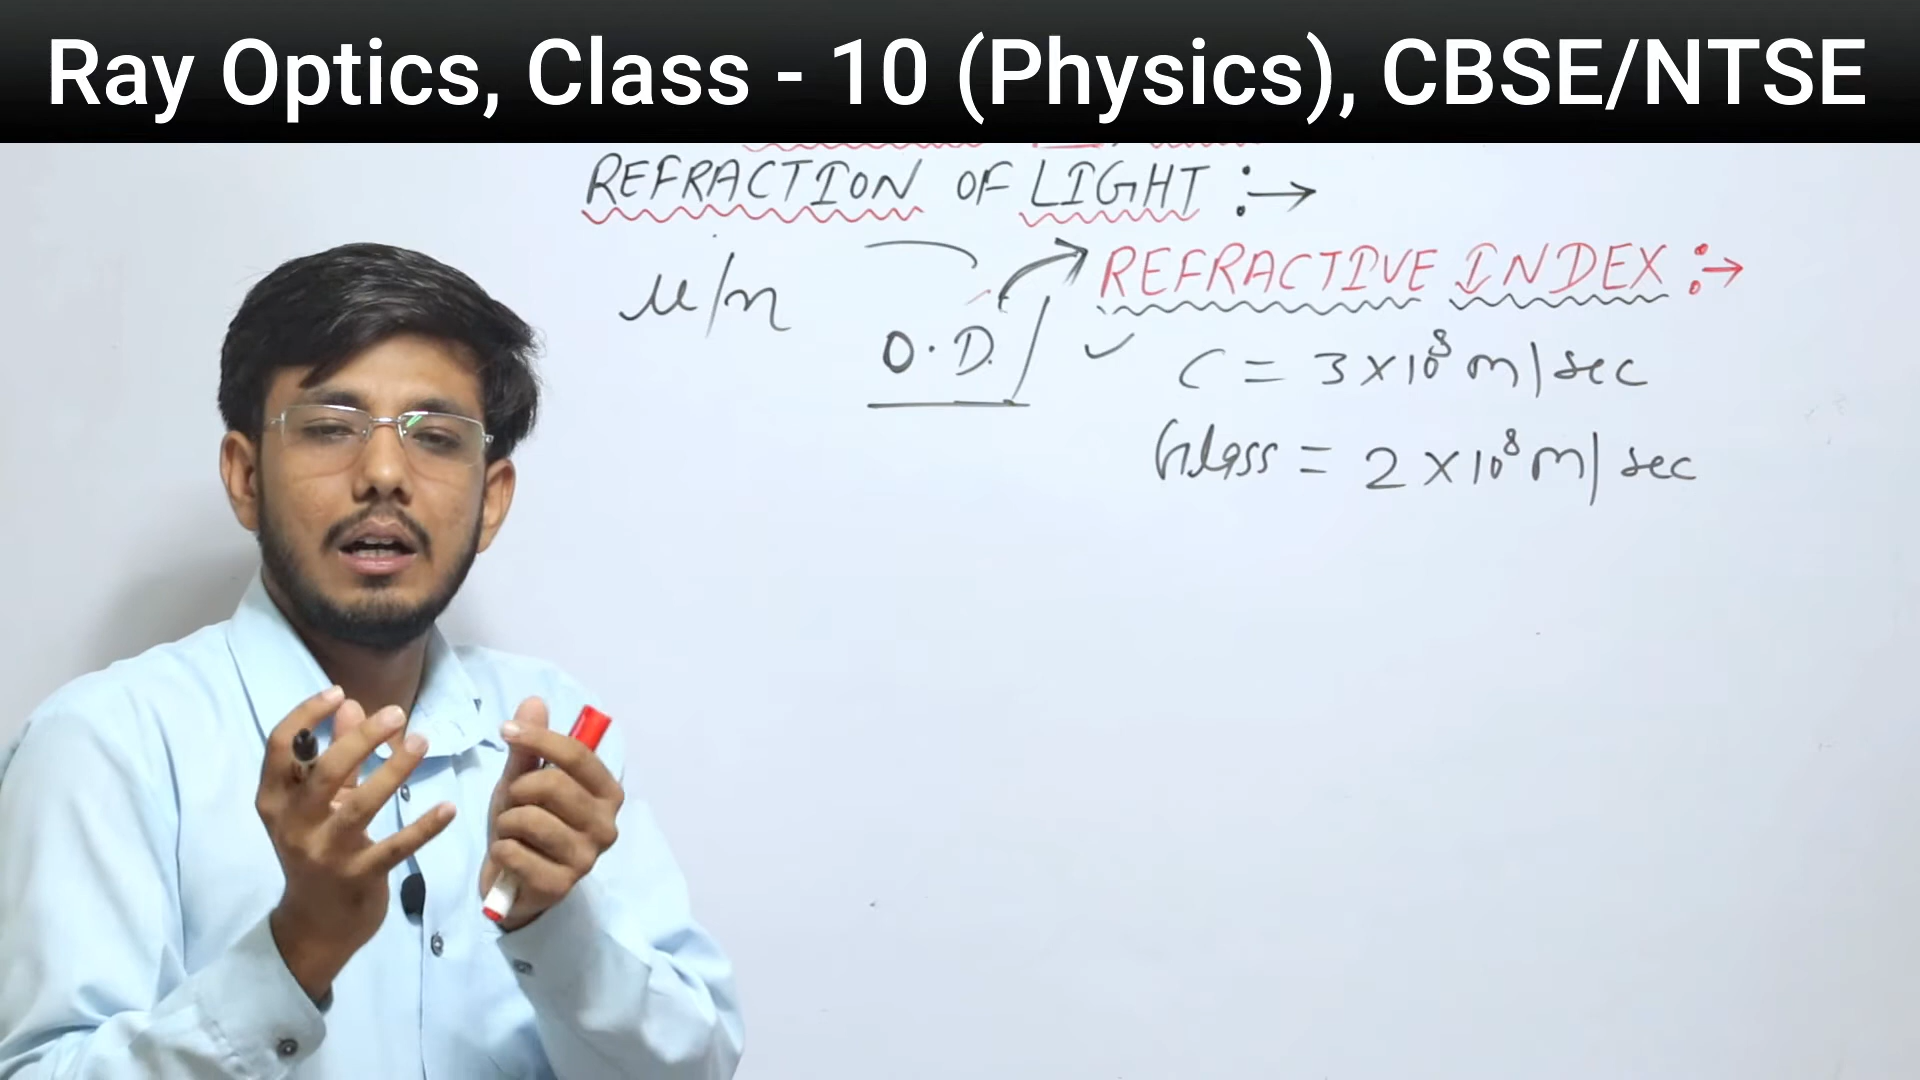 Ray Optics, Class - 10 (Physics), CBSE/NTSE
REFRACTION OF LIGHT :→
μ/n
O.D. → REFRACTIVE INDEX :→
✓ C = 3×10⁸ m/sec
Glass = 2×10⁸ m/sec